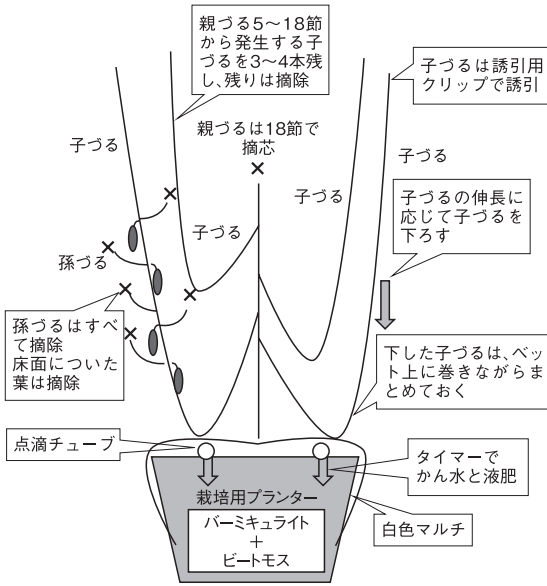 親づる5〜18節
から発生する子
づるを3〜4本残
し、残りは摘除
子づるは誘引用
クリップで誘引
親づるは18節で
摘芯
子づる
子づる
子づる
子づる
子づるの伸長に
応じて子づるを
下ろす
孫づる
孫づるはすべ
て摘除
床面についた
葉は摘除
下した子づるは、ベッ
ト上に巻きながらま
とめておく
点滴チューブ
タイマーで
かん水と液肥
栽培用プランター
バーミキュライト
+
ビートモス
白色マルチ